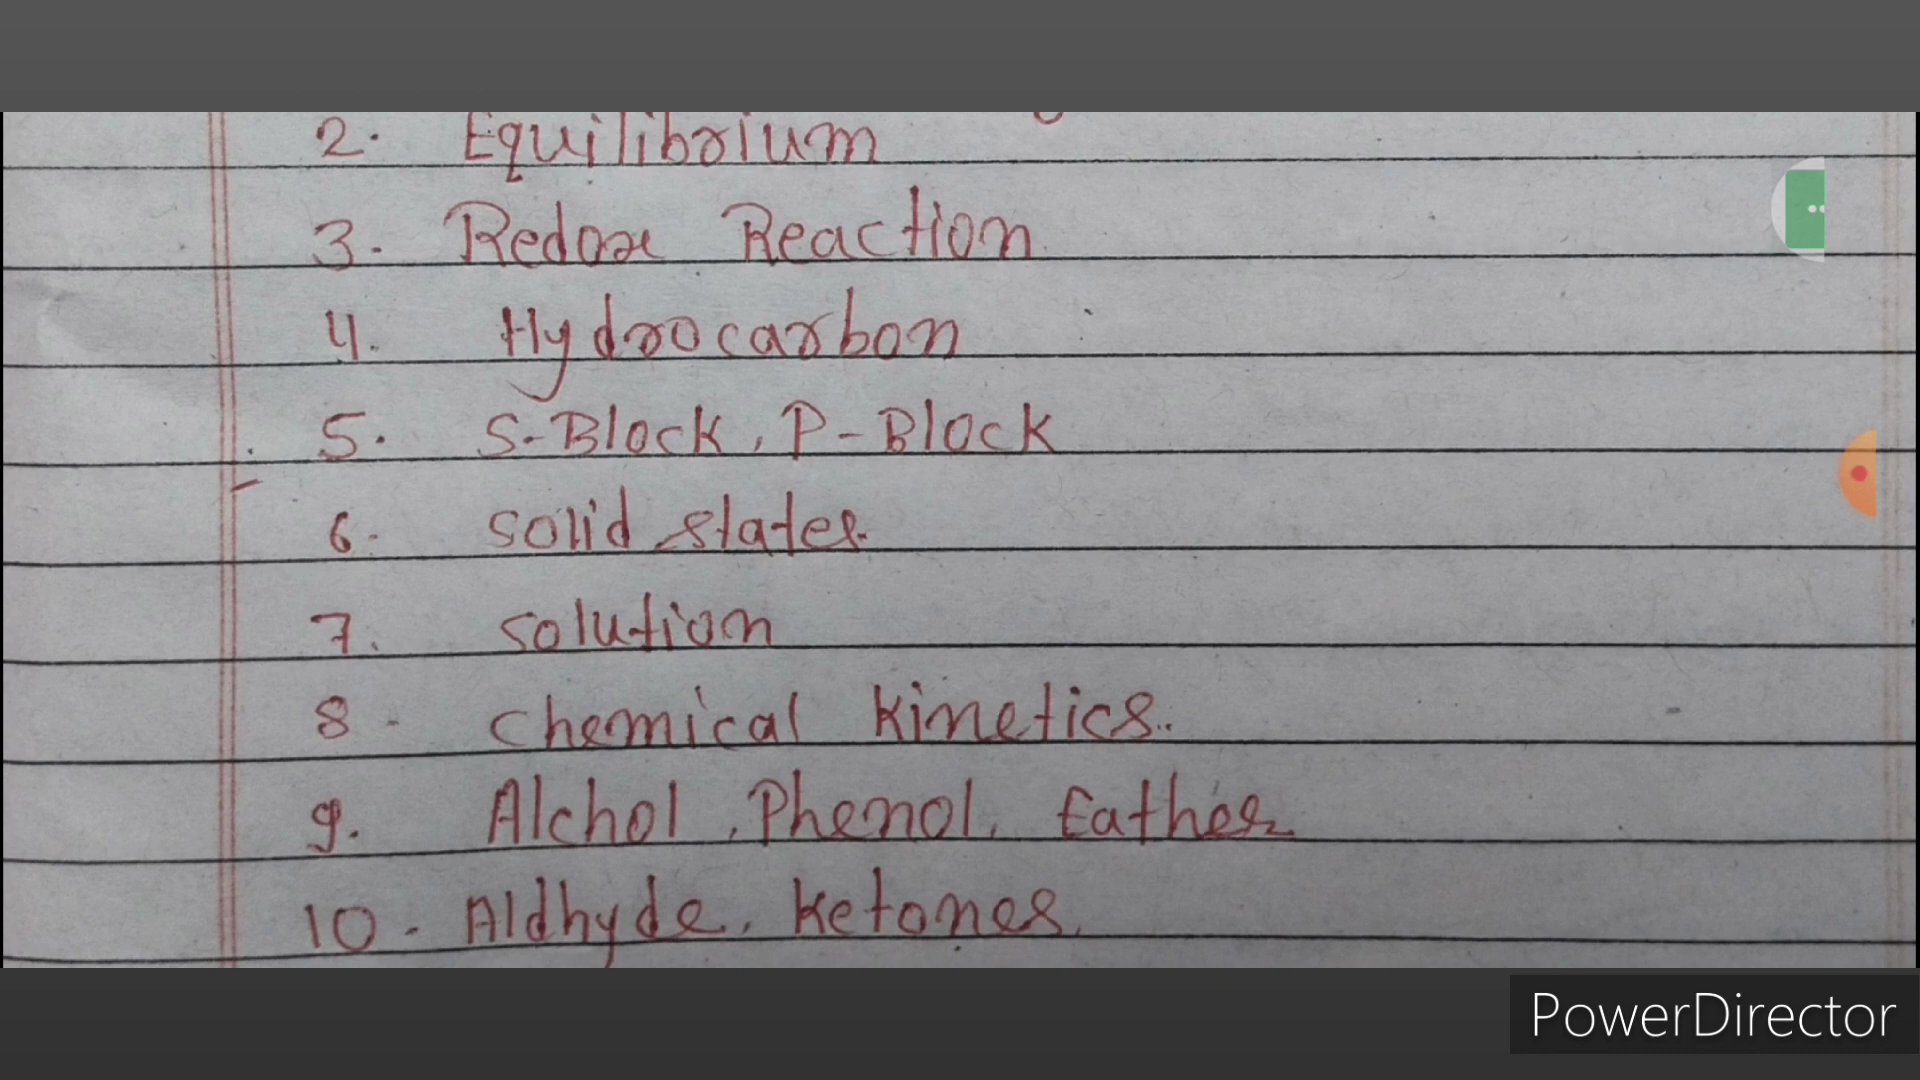 2. Equilibrium
3. Redox Reaction
4. Hydrocarbon
5. S-Block, P-Block
6. Solid states
7. Solution
8. Chemical Kinetics.
9. Alchol, Phenol, Eather
10. Aldhyde, Ketones.
PowerDirector